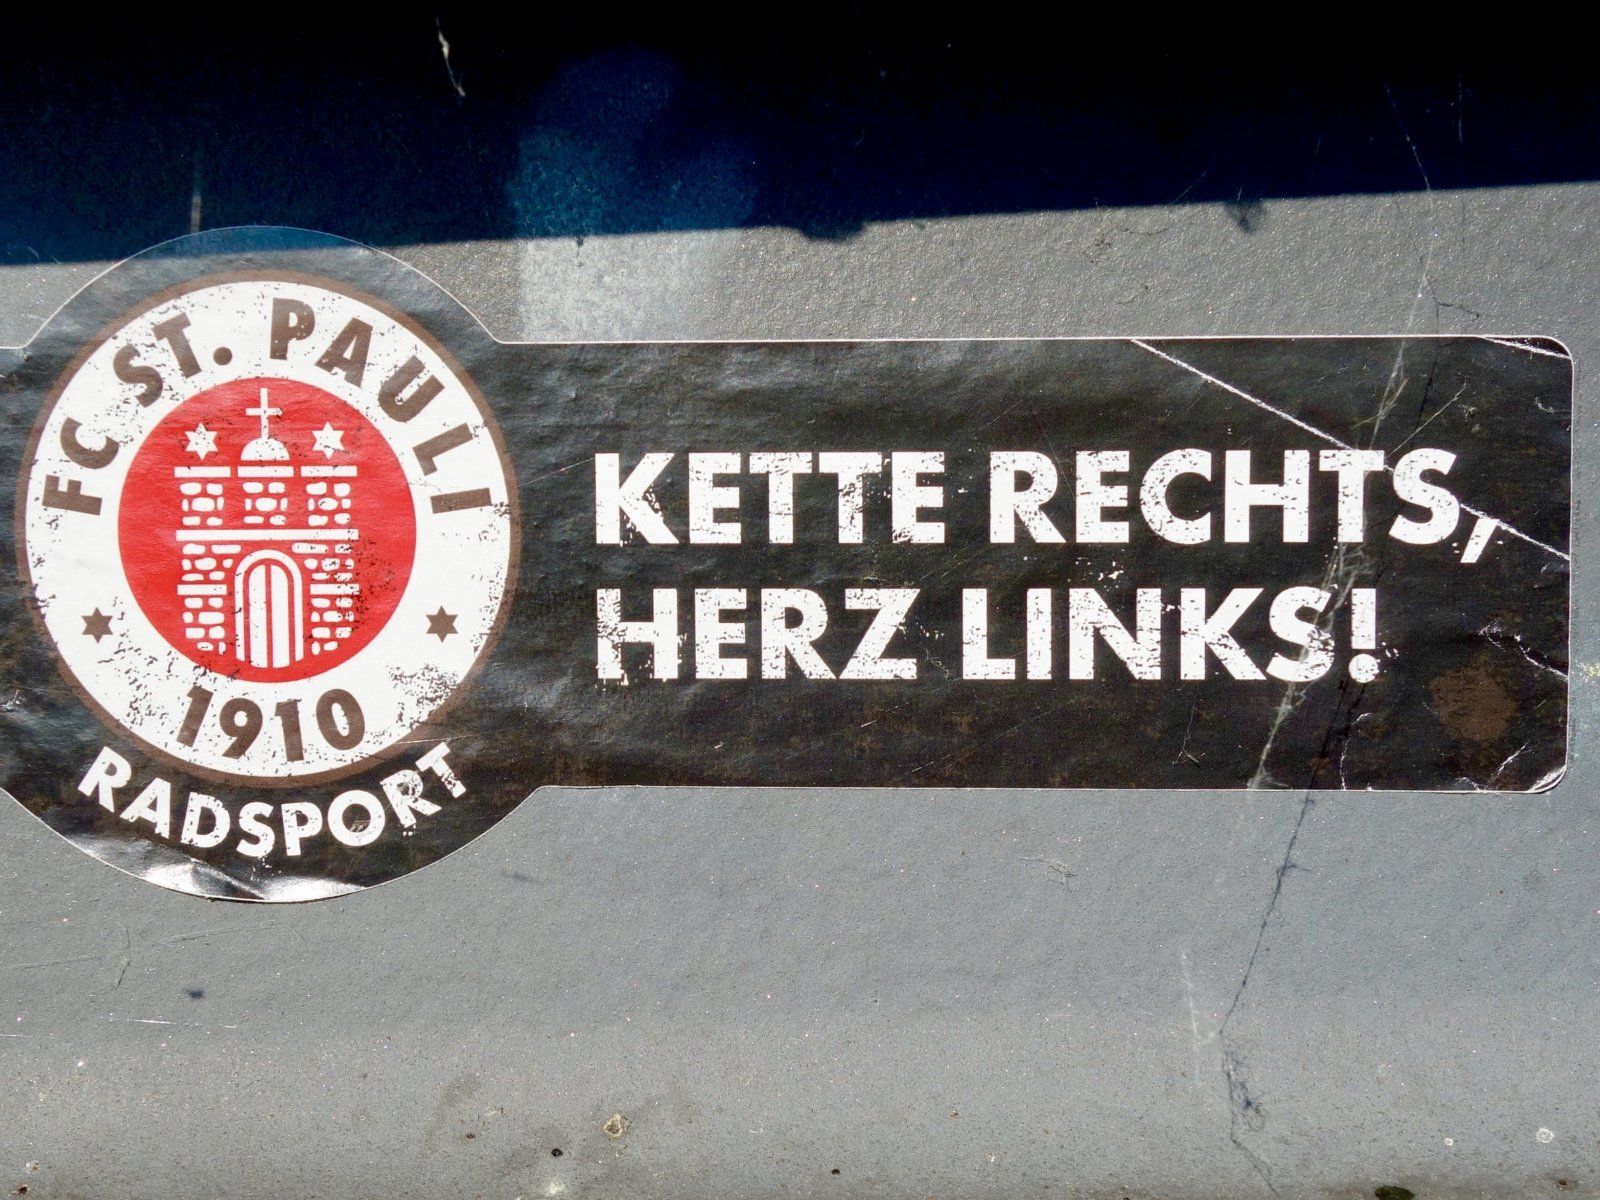 FC ST. PAULI
1910
RADSPORT
KETTE RECHTS,
HERZ LINKS!